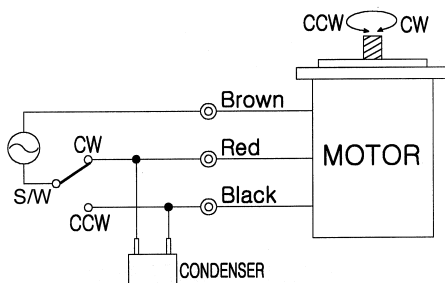 CCW CW
Brown
CW
Red
MOTOR
S/W
Black
CCW
CONDENSER